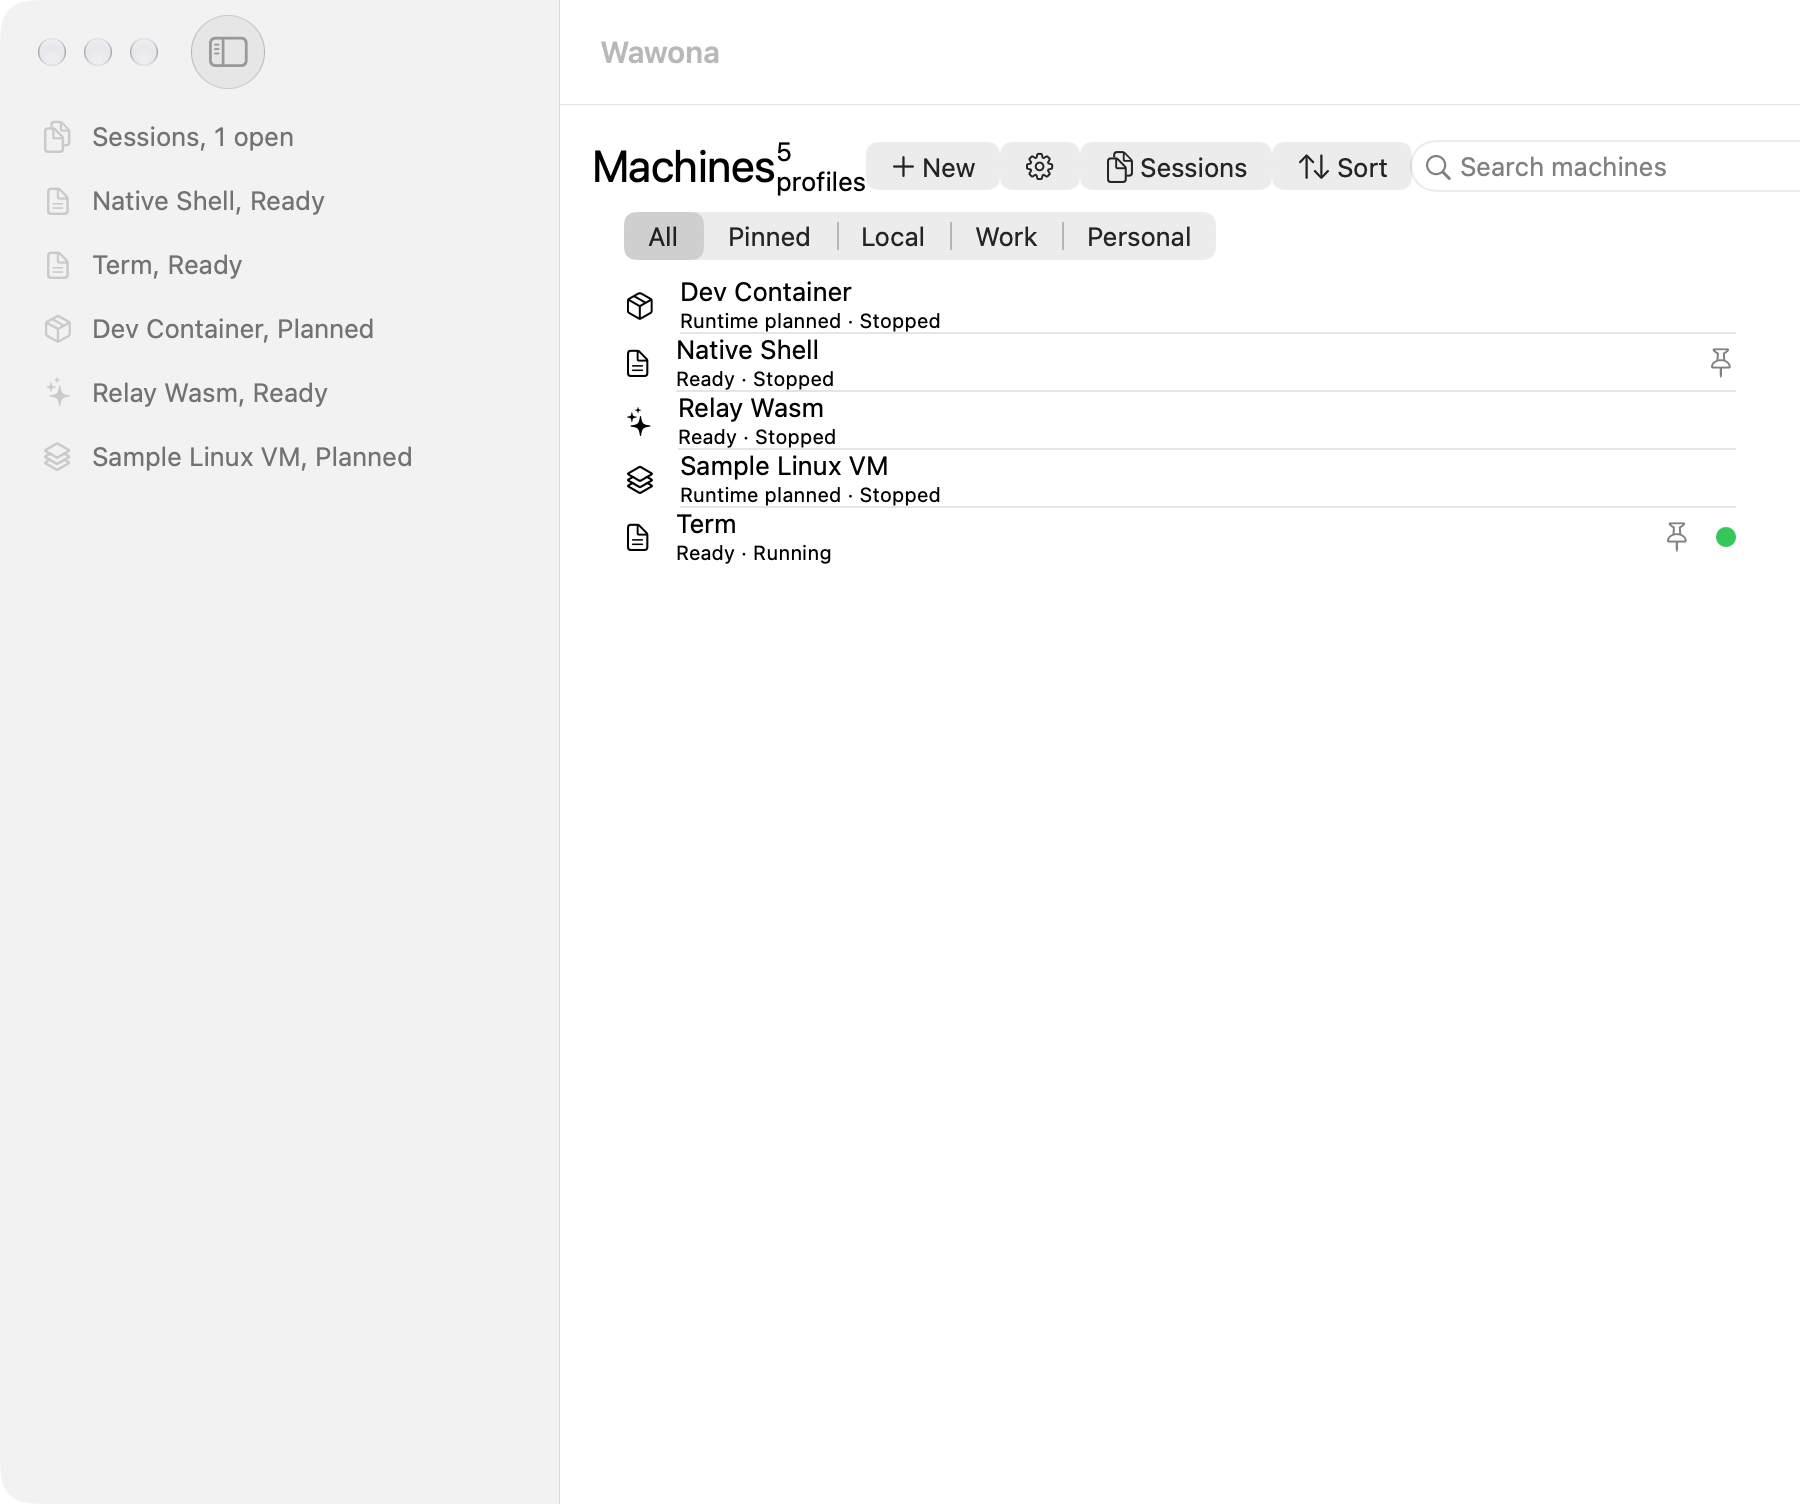 Sessions, 1 open
Native Shell, Ready
Term, Ready
Dev Container, Planned
Relay Wasm, Ready
Sample Linux VM, Planned
Wawona
Machines 5 profiles + New Sessions Sort Search machines
All Pinned Local Work Personal
Dev Container
Runtime planned · Stopped
Native Shell
Ready · Stopped
Relay Wasm
Ready · Stopped
Sample Linux VM
Runtime planned · Stopped
Term
Ready · Running